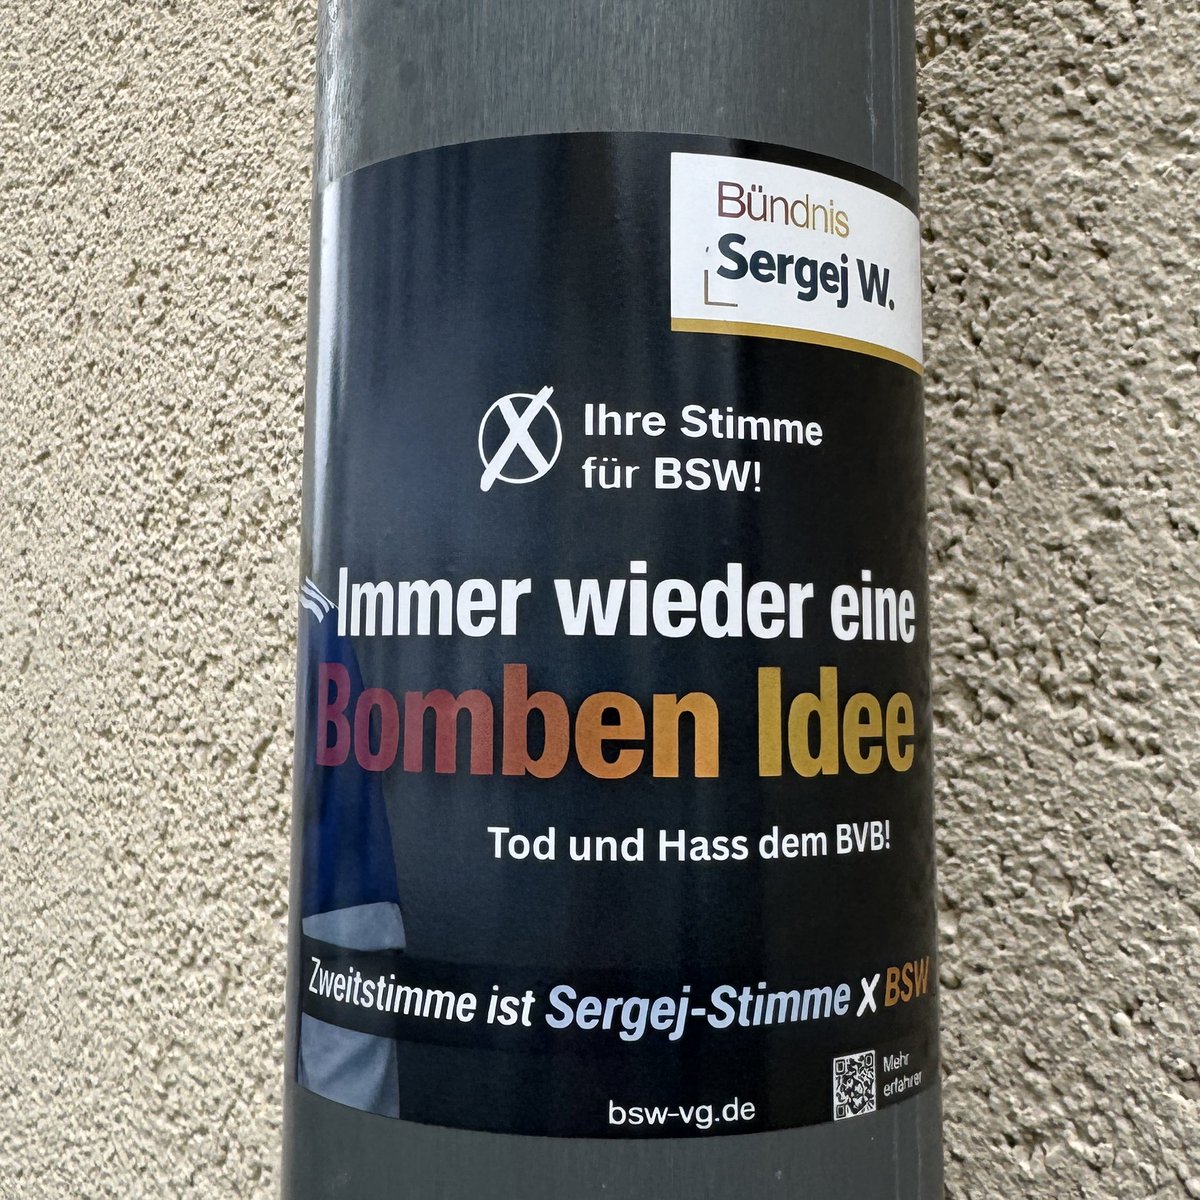 Bündnis
Sergej W.
Ihre Stimme
für BSW!
Immer wieder eine
Bomben Idee
Tod und Hass dem BVB!
Zweitstimme ist Sergej-Stimme X BSW
Mehr
erfahren
bsw-vg.de